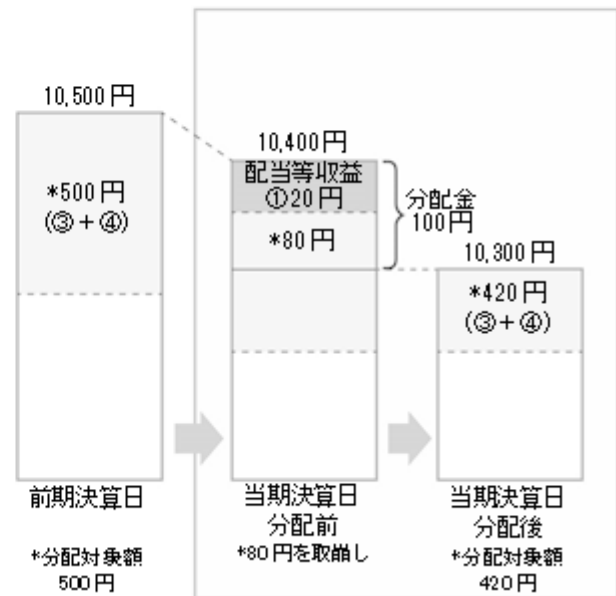 10,500円
*500円
(③+④)
前期決算日
*分配対象額
500円
10,400円
配当等収益
①20円
*80円
分配金
100円
当期決算日
分配前
*80円を取崩し
10,300円
*420円
(③+④)
当期決算日
分配後
*分配対象額
420円